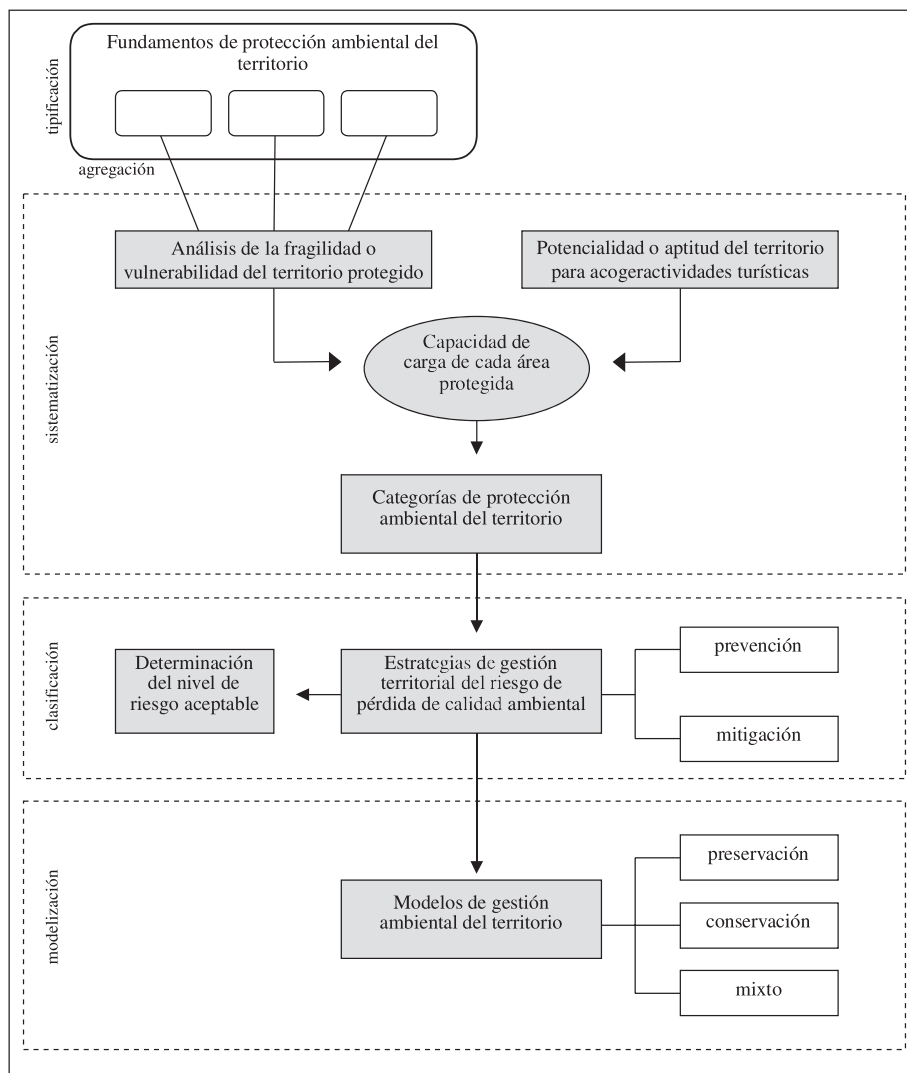 tipificación
Fundamentos de protección ambiental del
territorio
agregación
sistematización
Análisis de la fragilidad o
vulnerabilidad del territorio protegido
Potencialidad o aptitud del territorio
para acogeractividades turísticas
Capacidad de
carga de cada área
protegida
Categorías de protección
ambiental del territorio
clasificación
Determinación
del nivel de
riesgo aceptable
Estrategias de gestión
territorial del riesgo de
pérdida de calidad ambiental
prevención
mitigación
modelización
Modelos de gestión
ambiental del territorio
preservación
conservación
mixto